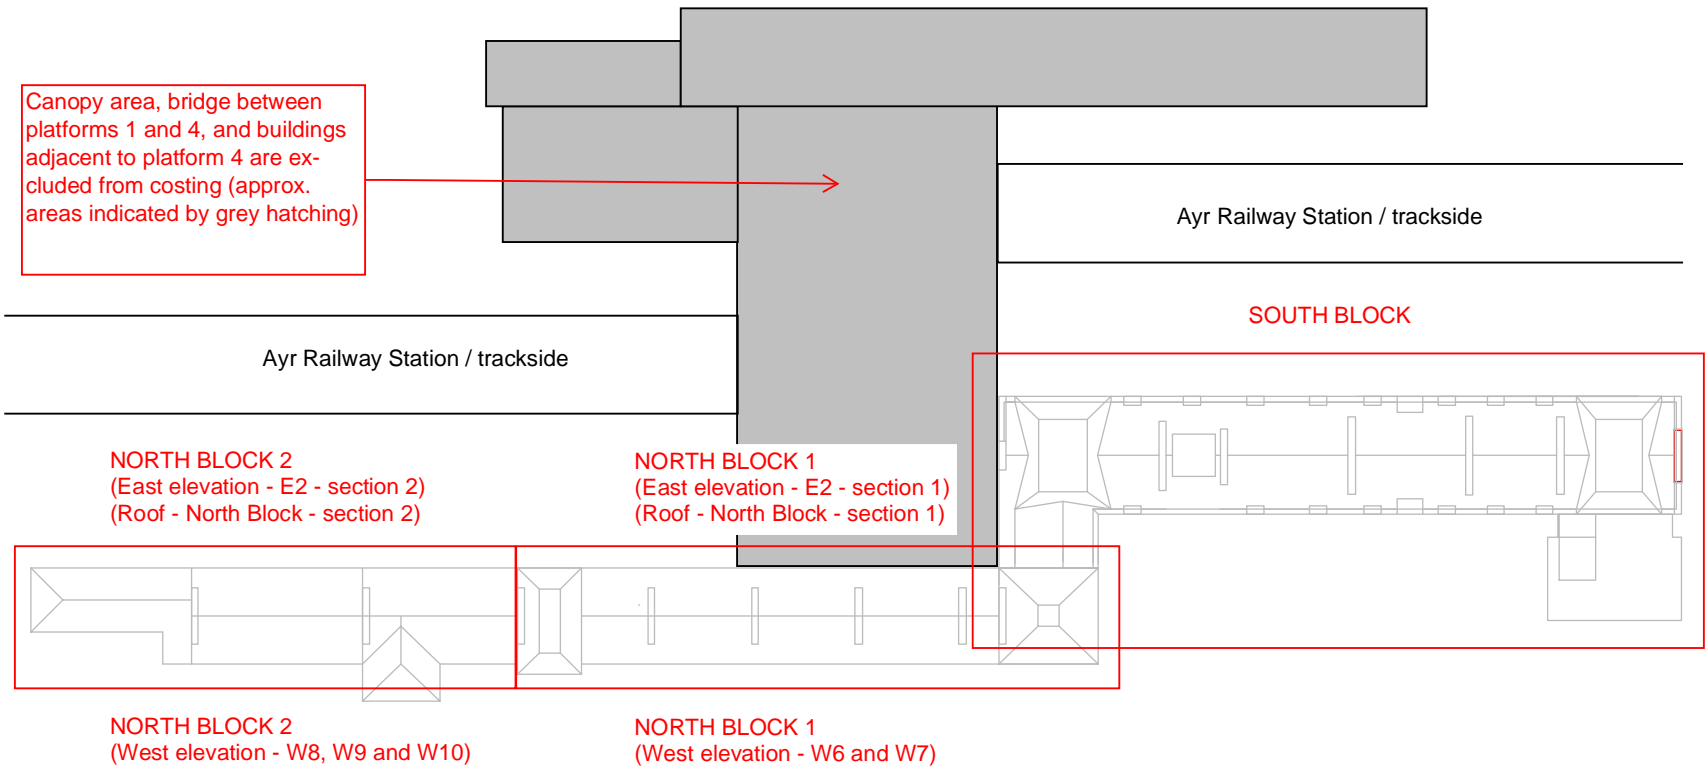 Canopy area, bridge between
platforms 1 and 4, and buildings
adjacent to platform 4 are ex-
cluded from costing (approx.
areas indicated by grey hatching)
Ayr Railway Station / trackside
SOUTH BLOCK
Ayr Railway Station / trackside
NORTH BLOCK 2
(East elevation - E2 - section 2)
(Roof - North Block - section 2)
NORTH BLOCK 1
(East elevation - E2 - section 1)
(Roof - North Block - section 1)
NORTH BLOCK 2
(West elevation - W8, W9 and W10)
NORTH BLOCK 1
(West elevation - W6 and W7)